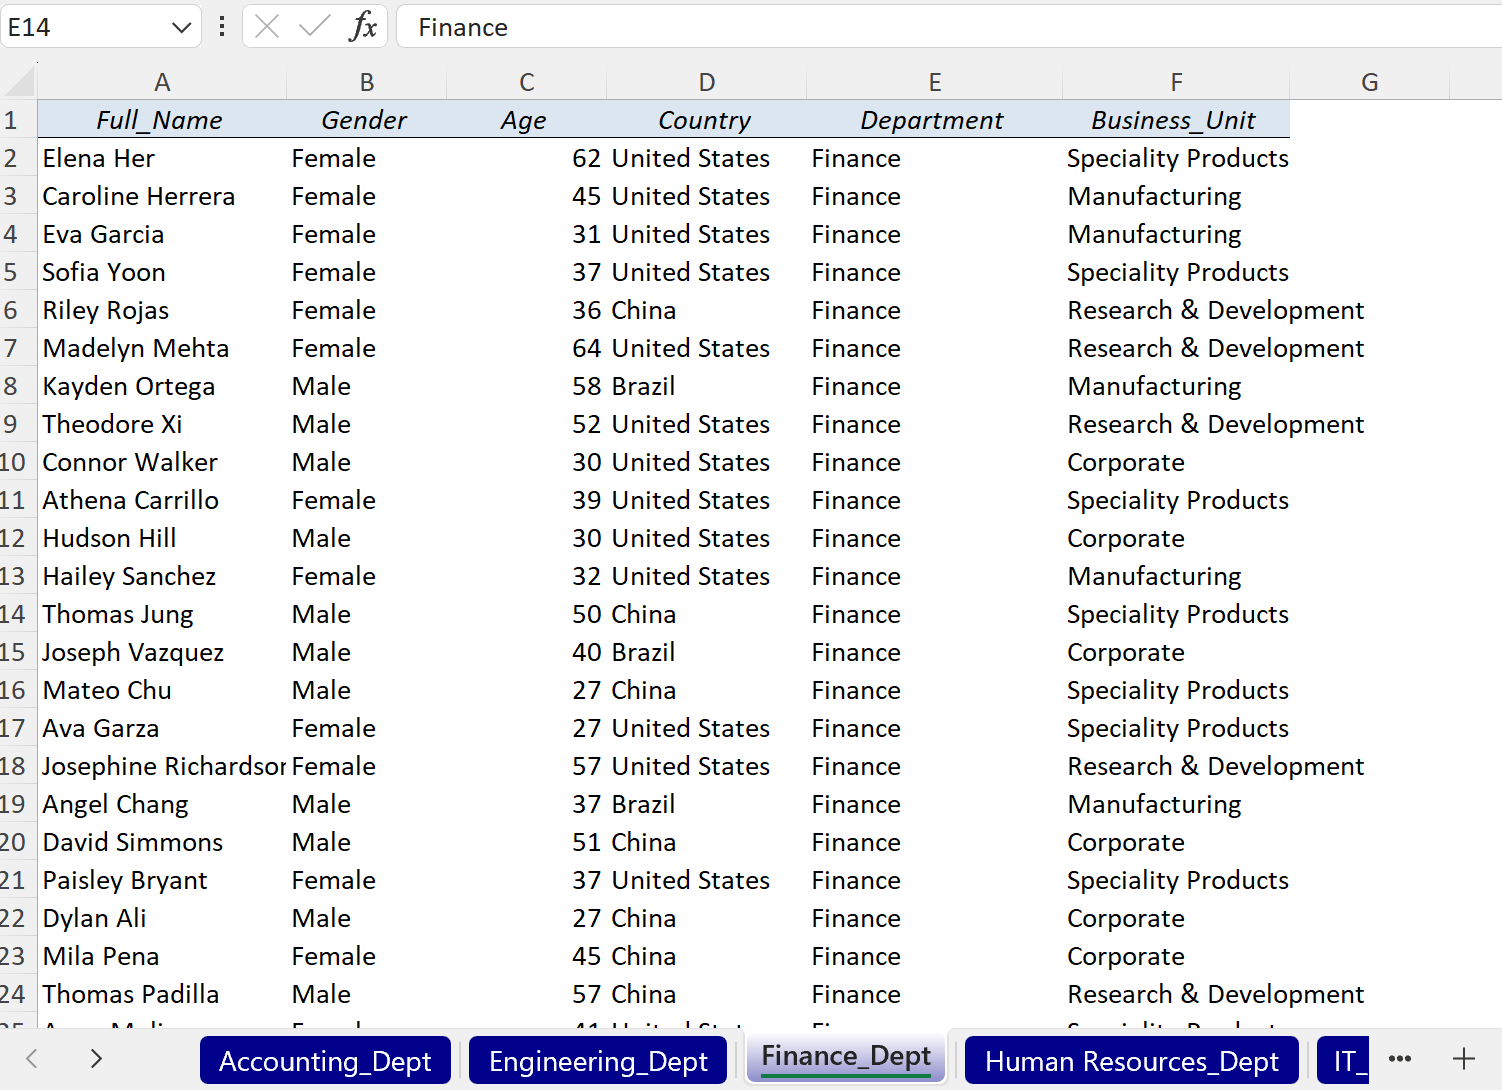 E14 fx Finance
A B C D E F G
1 Full_Name Gender Age Country Department Business_Unit
2 Elena Her Female 62 United States Finance Speciality Products
3 Caroline Herrera Female 45 United States Finance Manufacturing
4 Eva Garcia Female 31 United States Finance Manufacturing
5 Sofia Yoon Female 37 United States Finance Speciality Products
6 Riley Rojas Female 36 China Finance Research & Development
7 Madelyn Mehta Female 64 United States Finance Research & Development
8 Kayden Ortega Male 58 Brazil Finance Manufacturing
9 Theodore Xi Male 52 United States Finance Research & Development
10 Connor Walker Male 30 United States Finance Corporate
11 Athena Carrillo Female 39 United States Finance Speciality Products
12 Hudson Hill Male 30 United States Finance Corporate
13 Hailey Sanchez Female 32 United States Finance Manufacturing
14 Thomas Jung Male 50 China Finance Speciality Products
15 Joseph Vazquez Male 40 Brazil Finance Corporate
16 Mateo Chu Male 27 China Finance Speciality Products
17 Ava Garza Female 27 United States Finance Speciality Products
18 Josephine Richardson Female 57 United States Finance Research & Development
19 Angel Chang Male 37 Brazil Finance Manufacturing
20 David Simmons Male 51 China Finance Corporate
21 Paisley Bryant Female 37 United States Finance Speciality Products
22 Dylan Ali Male 27 China Finance Corporate
23 Mila Pena Female 45 China Finance Corporate
24 Thomas Padilla Male 57 China Finance Research & Development
Accounting_Dept Engineering_Dept Finance_Dept Human Resources_Dept IT_